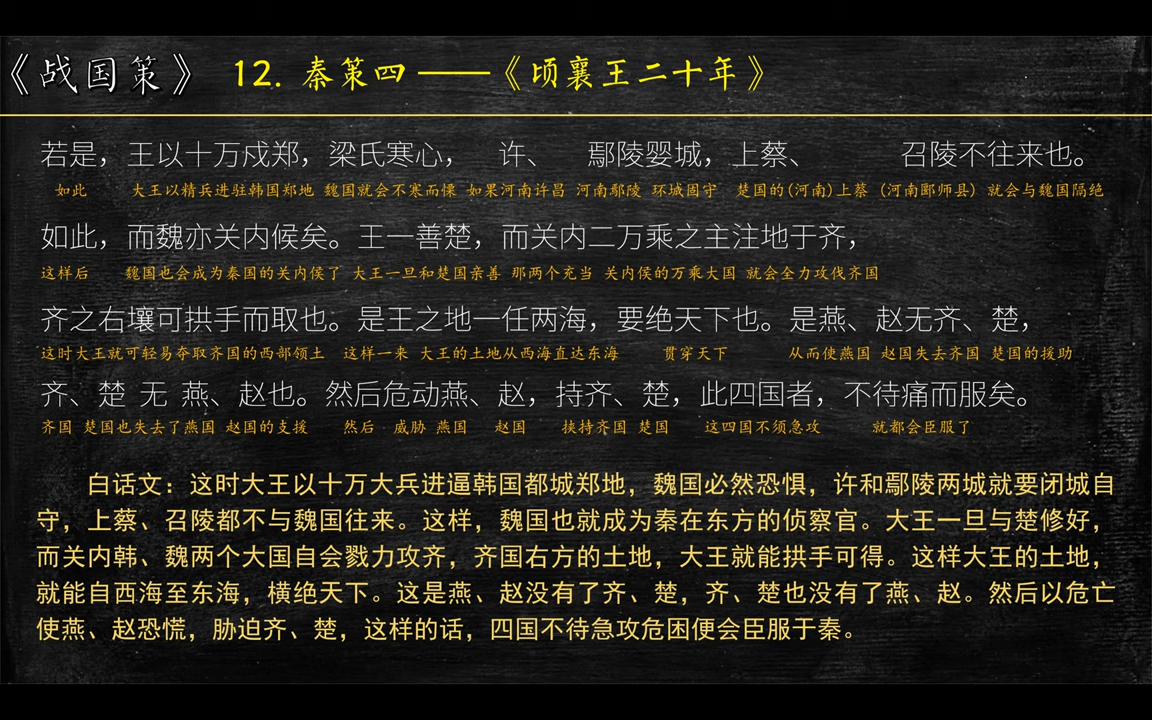 《战国策》 12. 秦策四 ——《顷襄王二十年》
若是，王以十万戍郑，梁氏寒心， 许、 鄢陵婴城，上蔡、 召陵不往来也。
如此 大王以精兵进驻韩国郑地 魏国就会不寒而慄 如果河南许昌 河南鄢陵 环城固守 楚国的(河南)上蔡 (河南郾师县) 就会与魏国隔绝
如此，而魏亦关内候矣。王一善楚，而关内二万乘之主注地于齐，
这样后 魏国也会成为秦国的关内侯了 大王一旦和楚国亲善 那两个充当 关内侯的万乘大国 就会全力攻伐齐国
齐之右壤可拱手而取也。是王之地一任两海，要绝天下也。是燕、赵无齐、楚，
这时大王就可轻易夺取齐国的西部领土 这样一来 大王的土地从西海直达东海 贯穿天下 从而使燕国 赵国失去齐国 楚国的援助
齐、楚 无 燕、赵也。然后危动燕、赵，持齐、楚，此四国者，不待痛而服矣。
齐国 楚国也失去了燕国 赵国的支援 然后 威胁 燕国 赵国 挟持齐国 楚国 这四国不须急攻 就都会臣服了
白话文：这时大王以十万大兵进逼韩国都城郑地，魏国必然恐惧，许和鄢陵两城就要闭城自
守，上蔡、召陵都不与魏国往来。这样，魏国也就成为秦在东方的侦察官。大王一旦与楚修好，
而关内韩、魏两个大国自会戮力攻齐，齐国右方的土地，大王就能拱手可得。这样大王的土地，
就能自西海至东海，横绝天下。这是燕、赵没有了齐、楚，齐、楚也没有了燕、赵。然后以危亡
使燕、赵恐慌，胁迫齐、楚，这样的话，四国不待急攻危困便会臣服于秦。